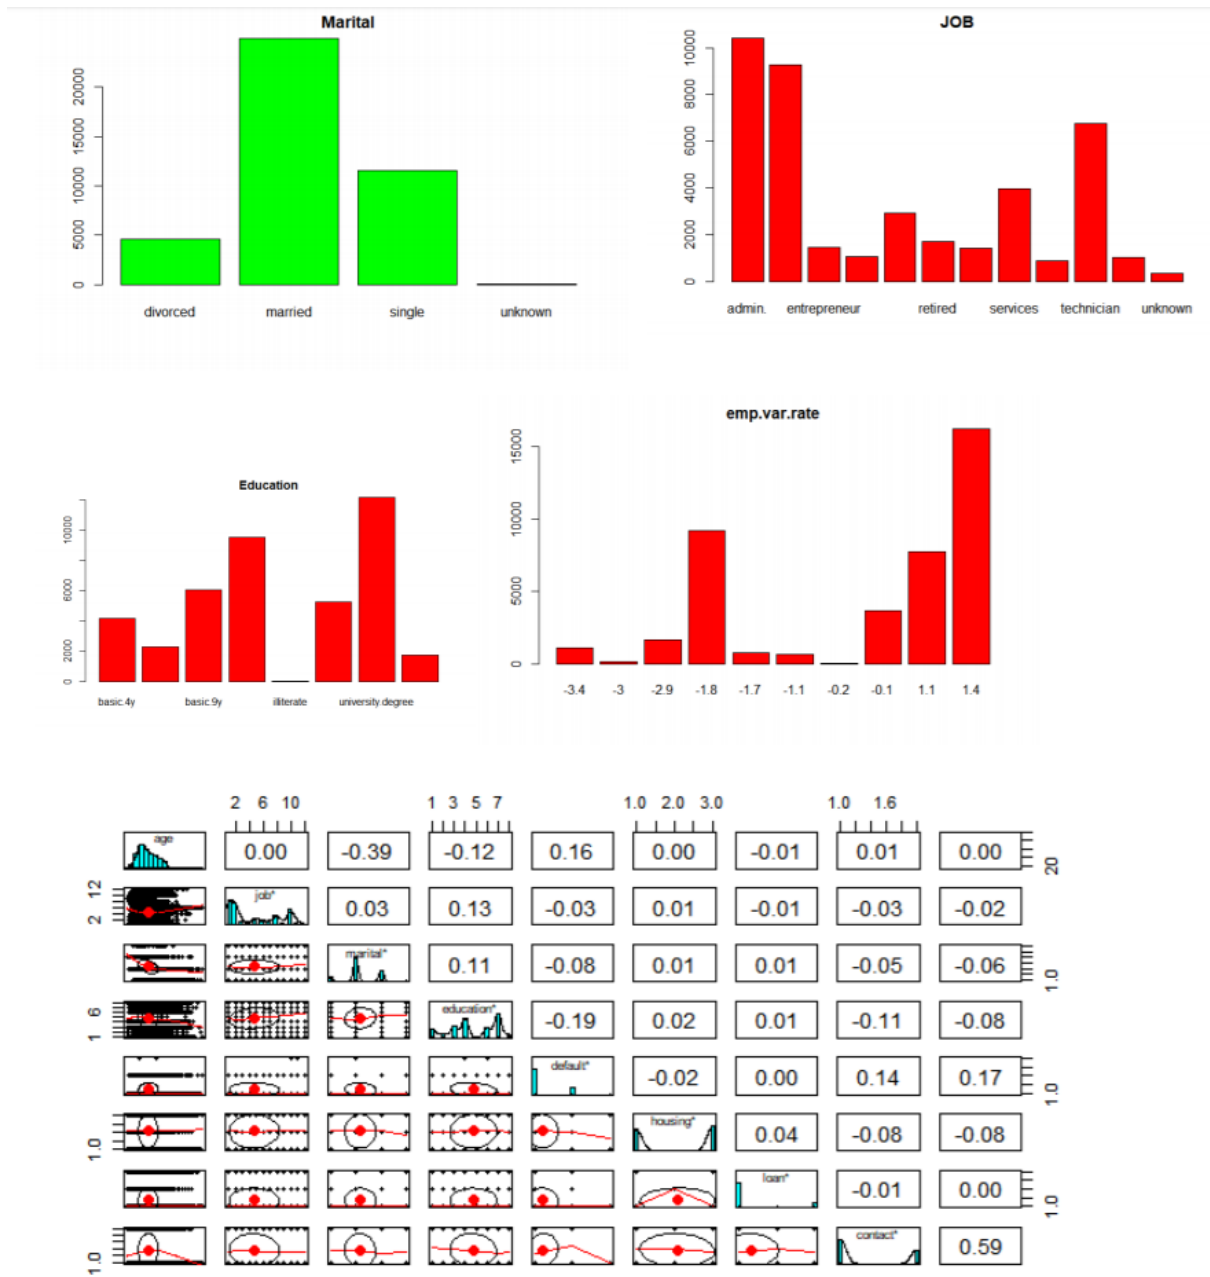 Marital
20000
15000
10000
5000
0
divorced married single unknown
JOB
10000
8000
6000
4000
2000
0
admin. entrepreneur retired services technician unknown
Education
10000
6000
2000
0
basic.4y basic.9y illiterate university.degree
emp.var.rate
15000
10000
5000
0
-3.4 -3 -2.9 -1.8 -1.7 -1.1 -0.2 -0.1 1.1 1.4
2 6 10 1 3 5 7 1.0 2.0 3.0 1.0 1.6
age 0.00 -0.39 -0.12 0.16 0.00 -0.01 0.01 0.00 20
2 12 job* 0.03 0.13 -0.03 0.01 -0.01 -0.03 -0.02
marital* 0.11 -0.08 0.01 0.01 -0.05 -0.06 1.0
1 6 education* -0.19 0.02 0.01 -0.11 -0.08
default* -0.02 0.00 0.14 0.17 1.0
1.0 housing* 0.04 -0.08 -0.08
loan* -0.01 0.00 1.0
1.0 contact* 0.59